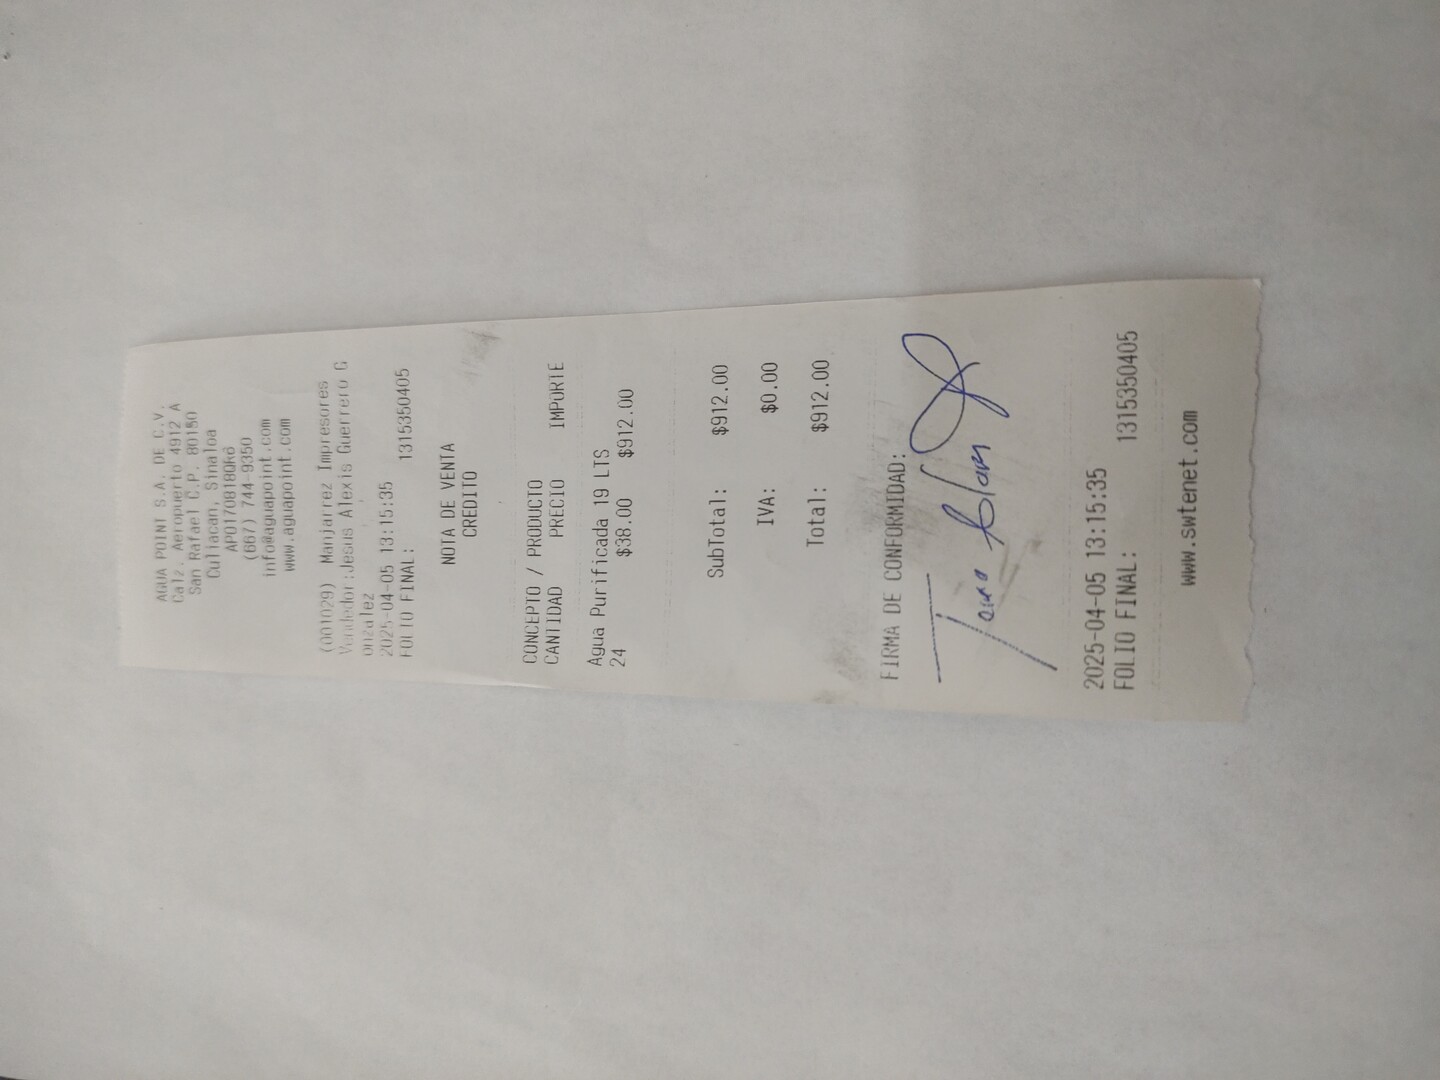 AGUA POINT S.A. DE C.V.
Calz. Aeropuerto 4912 A
San Rafael C.P. 80150
Culiacan, Sinaloa
APO170818QR6
(667) 744-9350
info@aguapoint.com
www.aguapoint.com
(001029) Manjarrez Impresores
Vendedor:Jesus Alexis Guerrero G
onzalez
2025-04-05 13:15:35
FOLIO FINAL: 1315350405
NOTA DE VENTA
CREDITO
CONCEPTO / PRODUCTO
CANTIDAD PRECIO IMPORTE
Agua Purificada 19 LTS
24 $38.00 $912.00
SubTotal: $912.00
IVA: $0.00
Total: $912.00
FIRMA DE CONFORMIDAD:
2025-04-05 13:15:35
FOLIO FINAL: 1315350405
www.swtenet.com